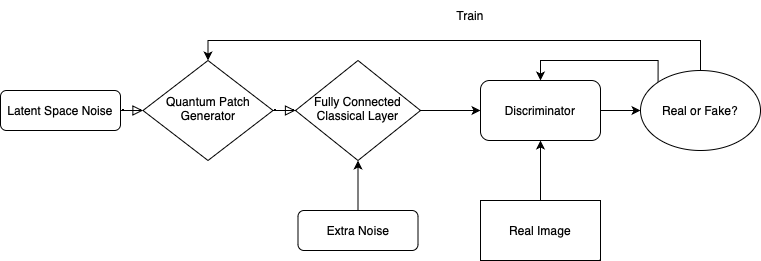 Train
Latent Space Noise
Quantum Patch
Generator
Fully Connected
Classical Layer
Discriminator
Real or Fake?
Extra Noise
Real Image